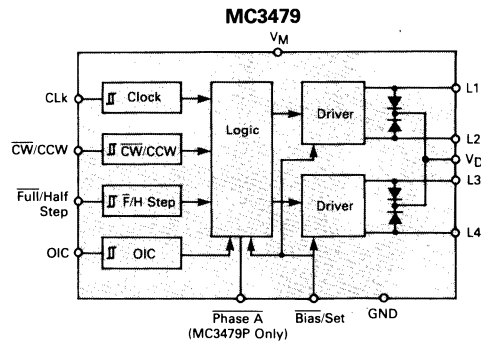 MC3479
VM
CLk
Clock
CW/CCW
CW/CCW
Full/Half
Step
F/H Step
OIC
OIC
Logic
Driver
Driver
L1
L2
VD
L3
L4
Phase A
(MC3479P Only)
Bias/Set
GND